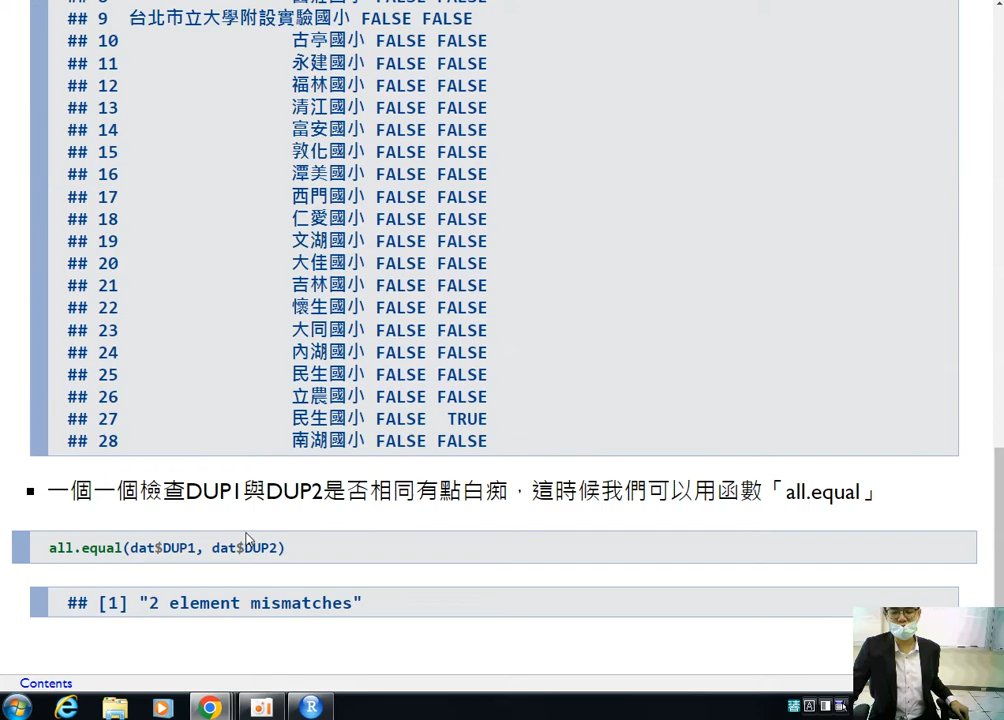 ## 9 台北市立大學附設實驗國小 FALSE FALSE
## 10 古亭國小 FALSE FALSE
## 11 永建國小 FALSE FALSE
## 12 福林國小 FALSE FALSE
## 13 清江國小 FALSE FALSE
## 14 富安國小 FALSE FALSE
## 15 敦化國小 FALSE FALSE
## 16 潭美國小 FALSE FALSE
## 17 西門國小 FALSE FALSE
## 18 仁愛國小 FALSE FALSE
## 19 文湖國小 FALSE FALSE
## 20 大佳國小 FALSE FALSE
## 21 吉林國小 FALSE FALSE
## 22 懷生國小 FALSE FALSE
## 23 大同國小 FALSE FALSE
## 24 內湖國小 FALSE FALSE
## 25 民生國小 FALSE FALSE
## 26 立農國小 FALSE FALSE
## 27 民生國小 FALSE TRUE
## 28 南湖國小 FALSE FALSE
▪ 一個一個檢查DUP1與DUP2是否相同有點白痴，這時候我們可以用函數「all.equal」
all.equal(dat$DUP1, dat$DUP2)
## [1] "2 element mismatches"
Contents